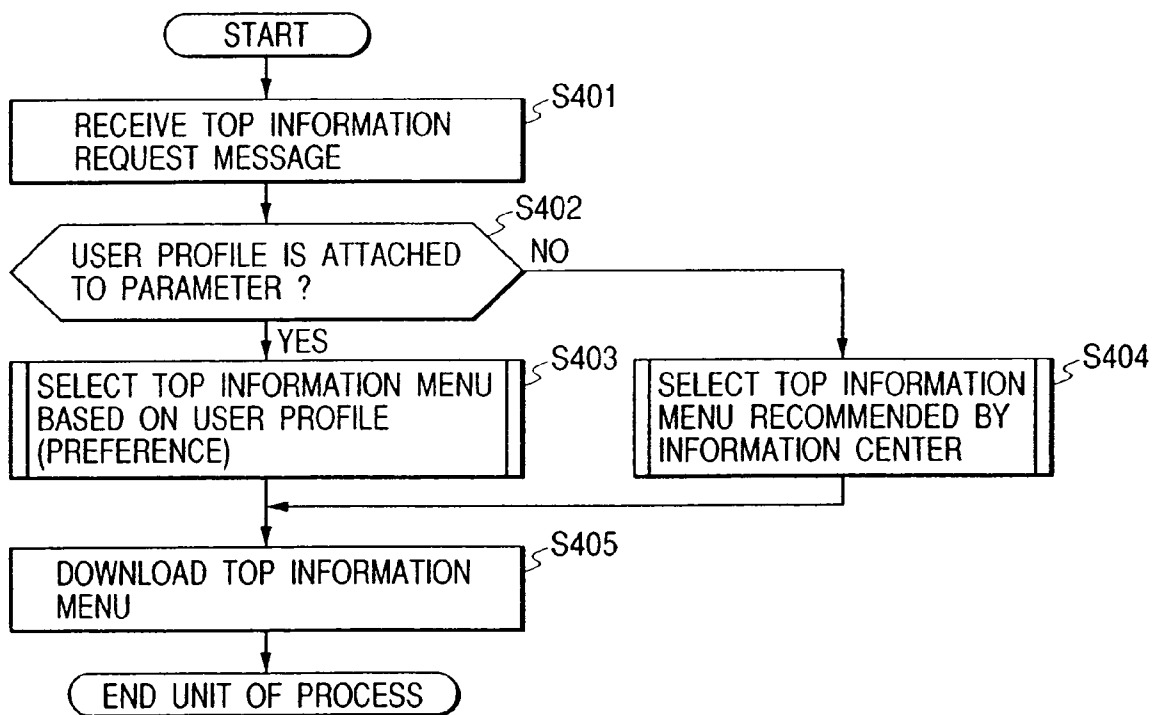 START
S401
RECEIVE TOP INFORMATION
REQUEST MESSAGE
S402
USER PROFILE IS ATTACHED
TO PARAMETER ?
NO
YES
S403
SELECT TOP INFORMATION MENU
BASED ON USER PROFILE
(PREFERENCE)
S404
SELECT TOP INFORMATION
MENU RECOMMENDED BY
INFORMATION CENTER
S405
DOWNLOAD TOP INFORMATION
MENU
END UNIT OF PROCESS